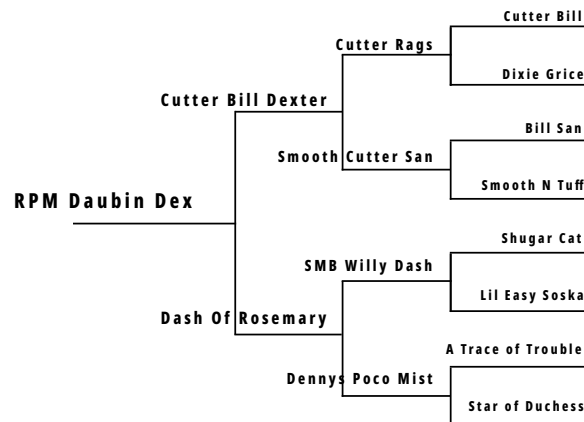 Cutter Bill
Cutter Rags
Dixie Grice
Cutter Bill Dexter
Bill San
Smooth Cutter San
Smooth N Tuff
RPM Daubin Dex
Shugar Cat
SMB Willy Dash
Lil Easy Soska
Dash Of Rosemary
A Trace of Trouble
Dennys Poco Mist
Star of Duchess